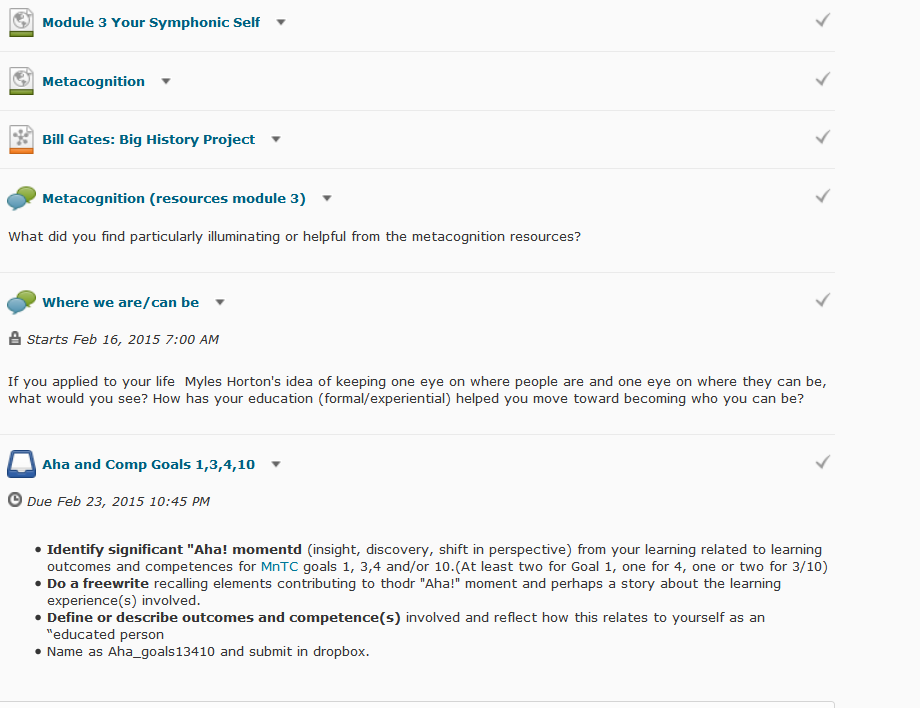 Module 3 Your Symphonic Self
Metacognition
Bill Gates: Big History Project
Metacognition (resources module 3)
What did you find particularly illuminating or helpful from the metacognition resources?
Where we are/can be
Starts Feb 16, 2015 7:00 AM
If you applied to your life  Myles Horton's idea of keeping one eye on where people are and one eye on where they can be,
what would you see? How has your education (formal/experiential) helped you move toward becoming who you can be?
Aha and Comp Goals 1,3,4,10
Due Feb 23, 2015 10:45 PM
• Identify significant "Aha! momentd (insight, discovery, shift in perspective) from your learning related to learning
outcomes and competences for MnTC goals 1, 3,4 and/or 10.(At least two for Goal 1, one for 4, one or two for 3/10)
• Do a freewrite recalling elements contributing to thodr "Aha!" moment and perhaps a story about the learning
experience(s) involved.
• Define or describe outcomes and competence(s) involved and reflect how this relates to yourself as an
“educated person
• Name as Aha_goals13410 and submit in dropbox.